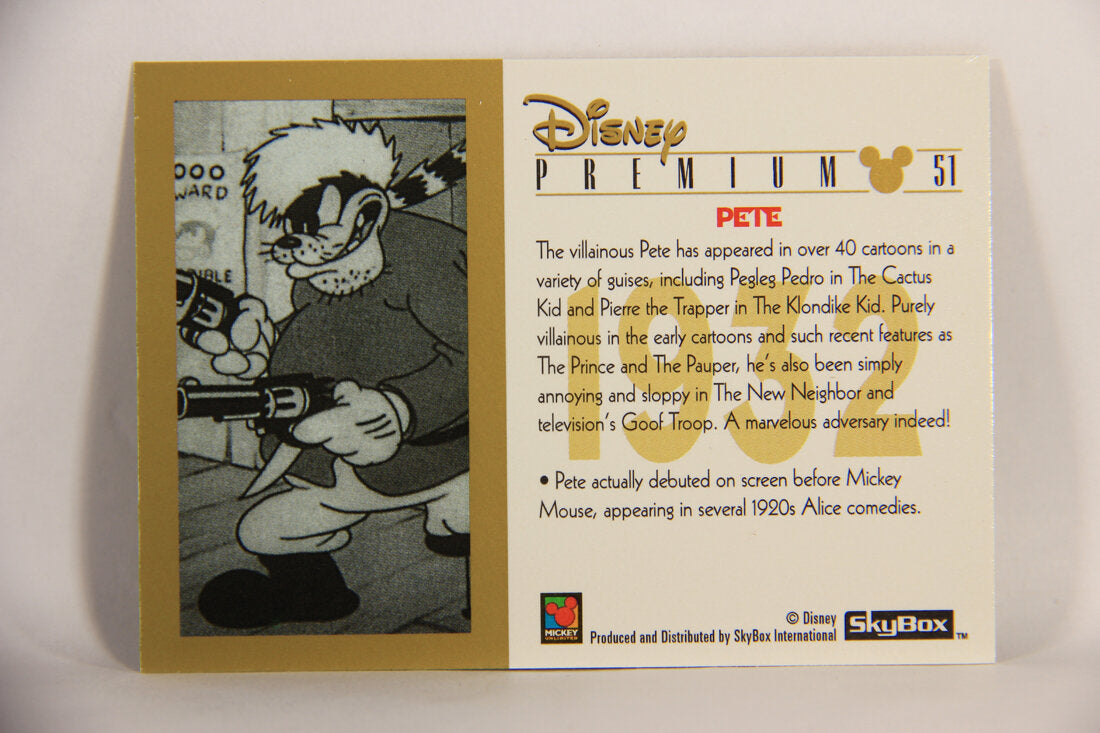 000
WARD
Disney
PREMIUM 51
PETE
The villainous Pete has appeared in over 40 cartoons in a
variety of guises, including Pegleg Pedro in The Cactus
Kid and Pierre the Trapper in The Klondike Kid. Purely
villainous in the early cartoons and such recent features as
The Prince and The Pauper, he's also been simply
annoying and sloppy in The New Neighbor and
television's Goof Troop. A marvelous adversary indeed!
1932
• Pete actually debuted on screen before Mickey
Mouse, appearing in several 1920s Alice comedies.
MICKEY
UNLIMITED
© Disney
Produced and Distributed by SkyBox International
SkyBox™